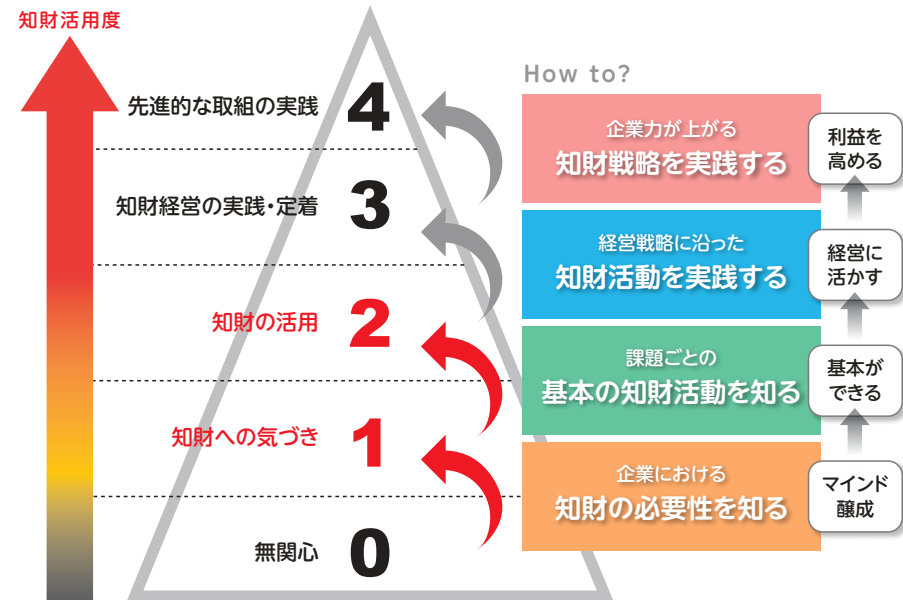 知財活用度
How to?
先進的な取組の実践
4
企業力が上がる
知財戦略を実践する
利益を
高める
知財経営の実践・定着
3
経営戦略に沿った
知財活動を実践する
経営に
活かす
知財の活用
2
課題ごとの
基本の知財活動を知る
基本が
できる
知財への気づき
1
企業における
知財の必要性を知る
マインド
醸成
無関心
0